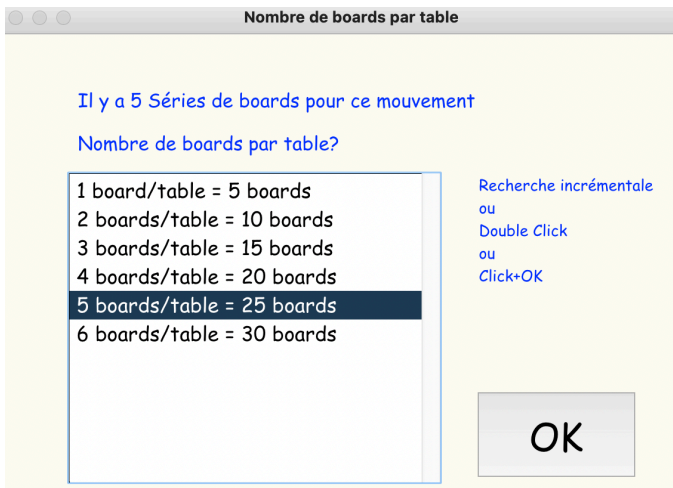 Nombre de boards par table
Il y a 5 Séries de boards pour ce mouvement
Nombre de boards par table?
1 board/table = 5 boards
2 boards/table = 10 boards
3 boards/table = 15 boards
4 boards/table = 20 boards
5 boards/table = 25 boards
6 boards/table = 30 boards
Recherche incrémentale
ou
Double Click
ou
Click+OK
OK